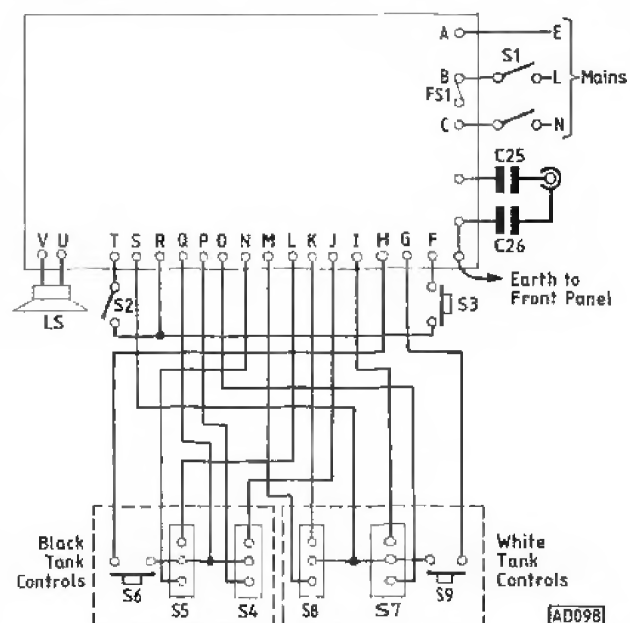 A E
S1
B L Mains
FS1
C N
C25
C26
V U T S R Q P O N M L K J I H G F
Earth to
Front Panel
S2
S3
LS
Black
Tank
Controls
White
Tank
Controls
S6 S5 S4 S8 S7 S9
AD098